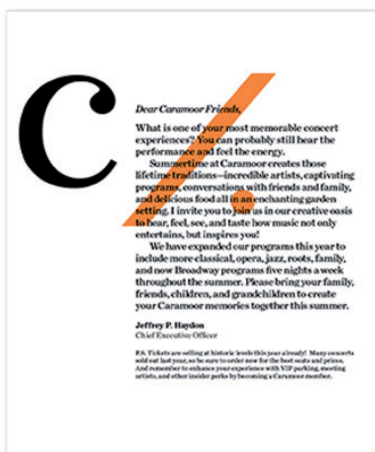 c/.
Dear Caramoor Friends,
What is one of your most memorable concert
experiences? You can probably still hear the
performance and feel the energy.
Summertime at Caramoor creates those
lifetime traditions—incredible artists, captivating
programs, conversations with friends and family,
and delicious food all in an enchanting garden
setting. I invite you to join us in our creative oasis
to hear, feel, see, and taste how music not only
entertains, but inspires you!
We have expanded our programs this year to
include more classical, opera, jazz, roots, family,
and now Broadway programs five nights a week
throughout the summer. Please bring your family,
friends, children, and grandchildren to create
your Caramoor memories together this summer.
Jeffrey P. Haydon
Chief Executive Officer
P.S. Tickets are selling at historic levels this year already! Many concerts
sold out last year, so be sure to order now for the best seats and prices.
And remember to enhance your experience with VIP parking, meeting
artists, and other insider perks by becoming a Caramoor member.